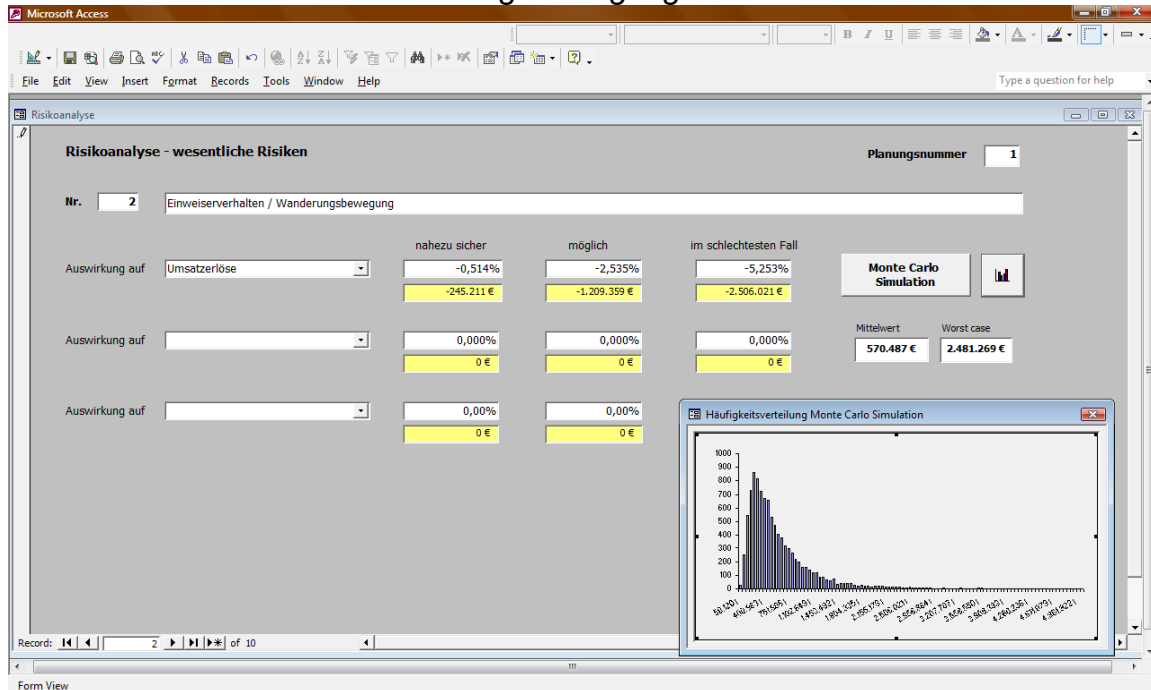 Microsoft Access
File Edit View Insert Format Records Tools Window Help
Type a question for help
Risikoanalyse
Risikoanalyse - wesentliche Risiken
Planungsnummer 1
Nr. 2 Einweiserverhalten / Wanderungsbewegung
nahezu sicher möglich im schlechtesten Fall
Auswirkung auf Umsatzerlöse -0,514% -2,535% -5,253%
Monte Carlo Simulation
-245.211 € -1.209.359 € -2.506.021 €
Mittelwert Worst case
Auswirkung auf 0,000% 0,000% 0,000%
570.487 € 2.481.269 €
0 € 0 € 0 €
Auswirkung auf 0,00% 0,00%
0 € 0 €
Häufigkeitsverteilung Monte Carlo Simulation
1000
900
800
700
600
500
400
300
200
100
0
Record: 2 of 10
Form View